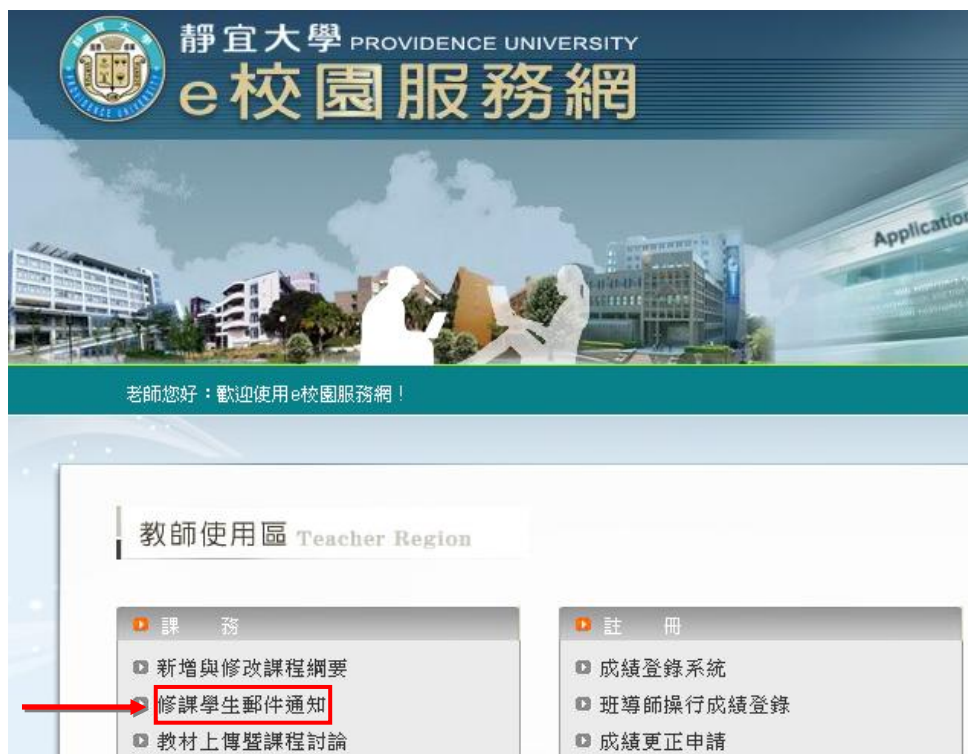 靜宜大學 PROVIDENCE UNIVERSITY
e校園服務網
Application
老師您好：歡迎使用e校園服務網！
教師使用區 Teacher Region
課 務
新增與修改課程綱要
修課學生郵件通知
教材上傳暨課程討論
註 冊
成績登錄系統
班導師操行成績登錄
成績更正申請